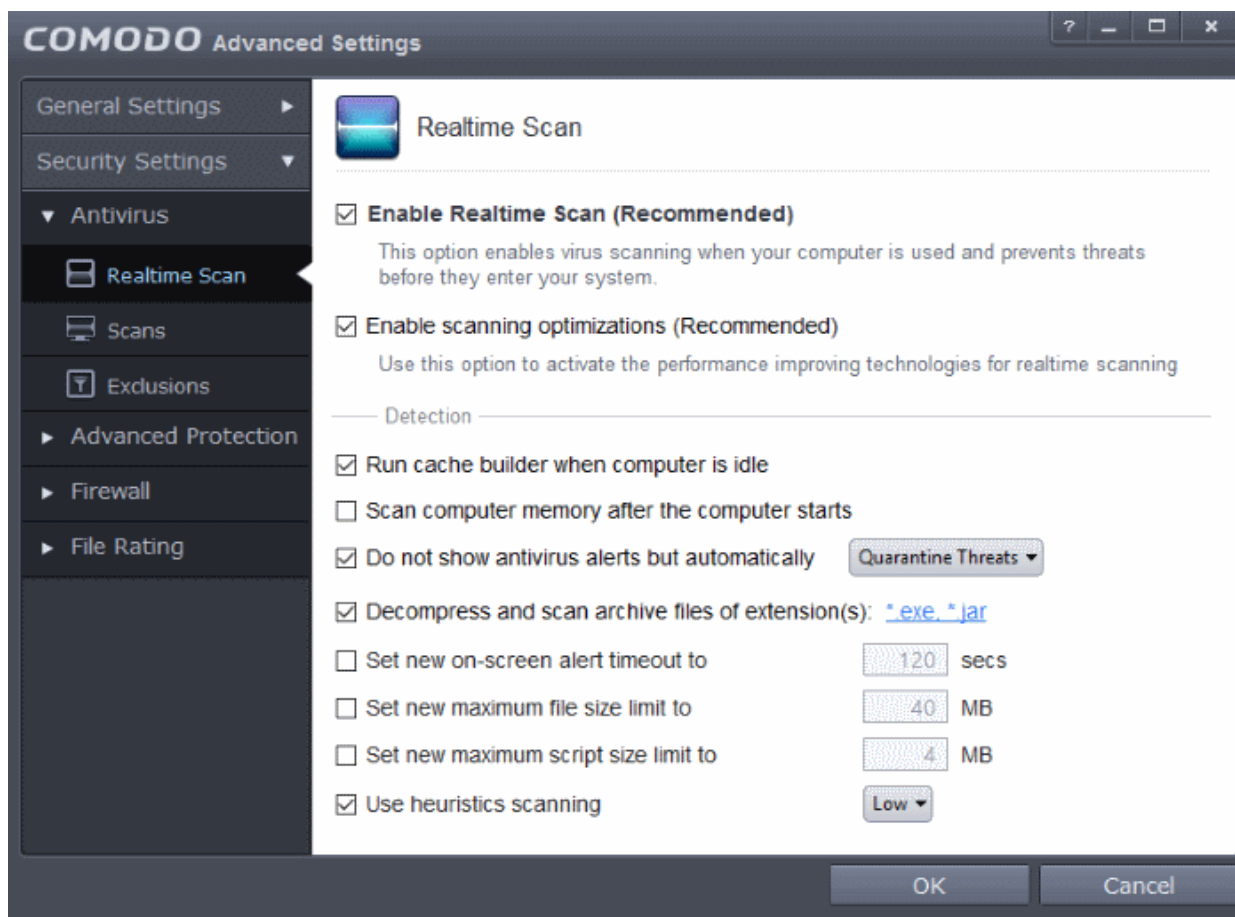 COMODO Advanced Settings
?
General Settings
Security Settings
Antivirus
Realtime Scan
Scans
Exclusions
Advanced Protection
Firewall
File Rating
Realtime Scan
Enable Realtime Scan (Recommended)
This option enables virus scanning when your computer is used and prevents threats
before they enter your system.
Enable scanning optimizations (Recommended)
Use this option to activate the performance improving technologies for realtime scanning
Detection
Run cache builder when computer is idle
Scan computer memory after the computer starts
Do not show antivirus alerts but automatically Quarantine Threats
Decompress and scan archive files of extension(s): *.exe, *.jar
Set new on-screen alert timeout to 120 secs
Set new maximum file size limit to 40 MB
Set new maximum script size limit to 4 MB
Use heuristics scanning Low
OK Cancel